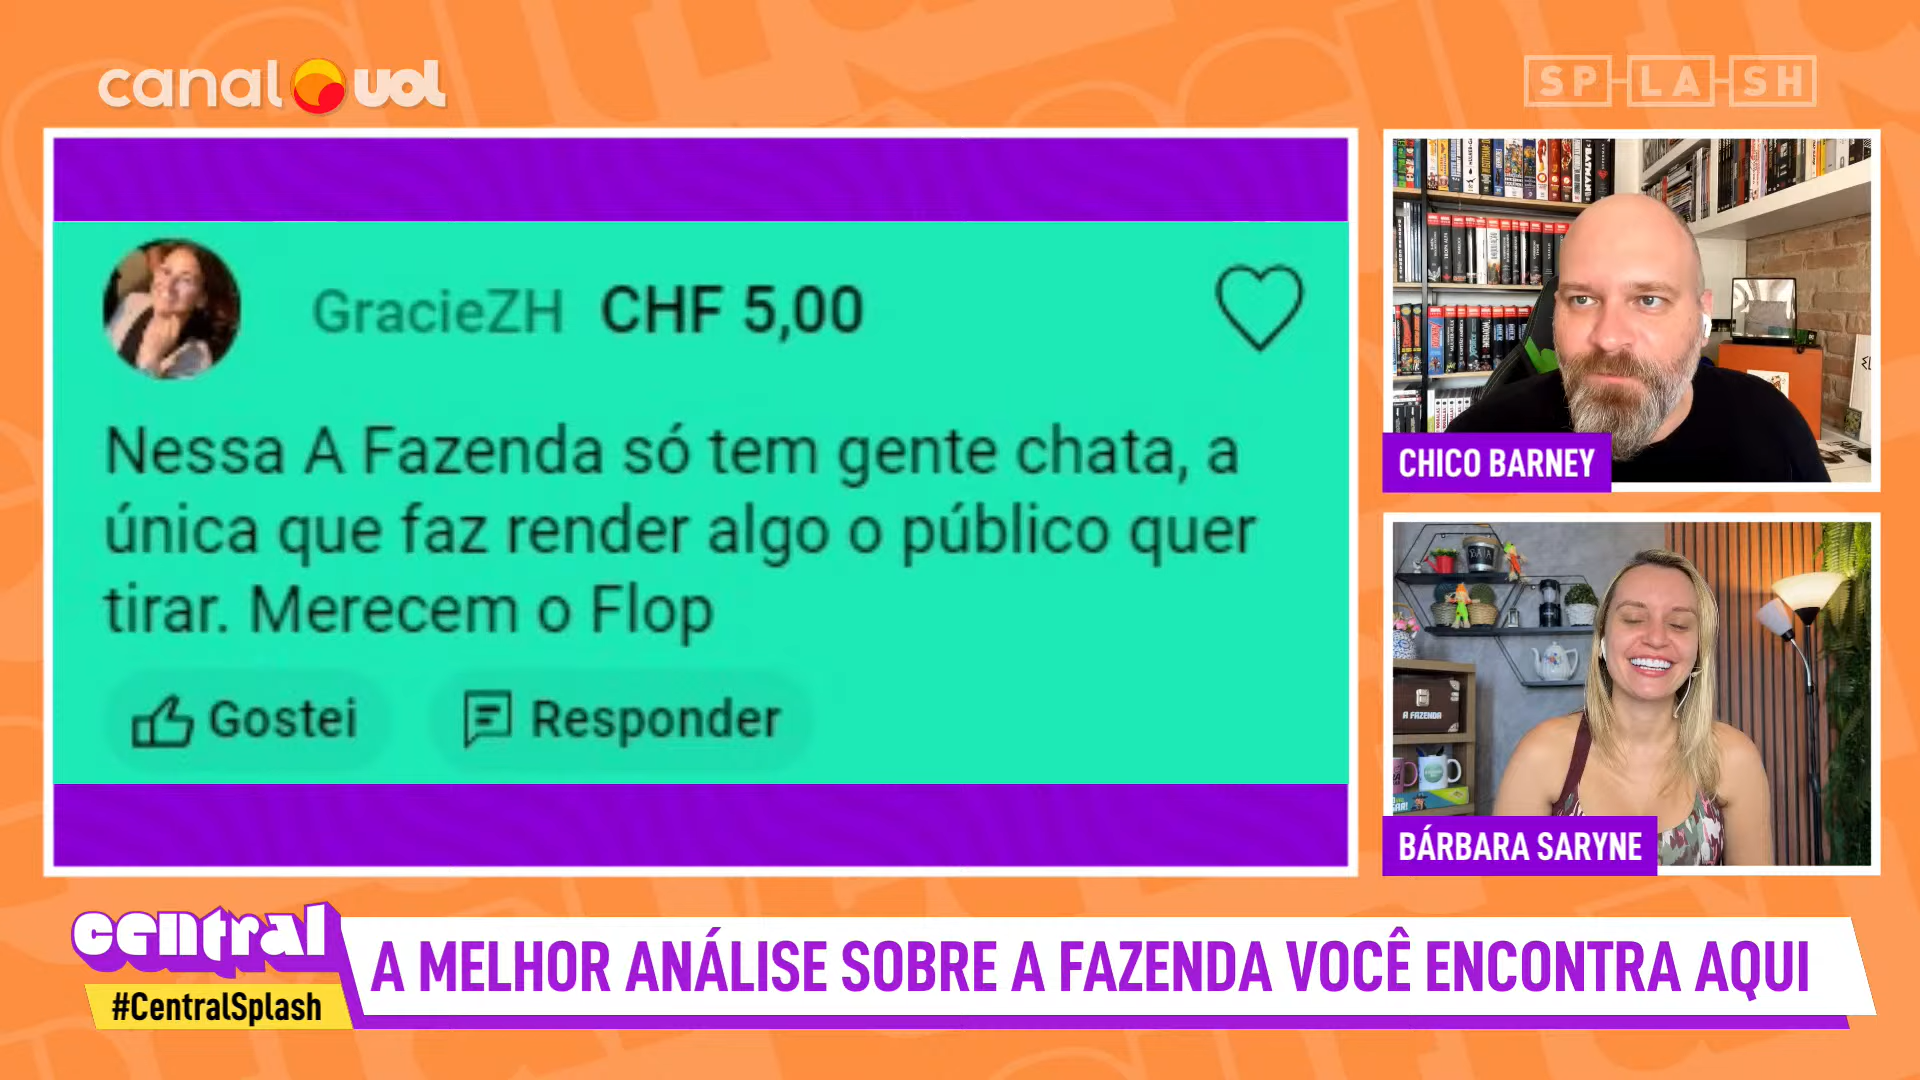 canal UOL
SPLASH
GracieZH CHF 5,00
Nessa A Fazenda só tem gente chata, a
única que faz render algo o público quer
tirar. Merecem o Flop
Gostei
Responder
CHICO BARNEY
A FAZENDA
BÁRBARA SARYNE
central
#CentralSplash
A MELHOR ANÁLISE SOBRE A FAZENDA VOCÊ ENCONTRA AQUI